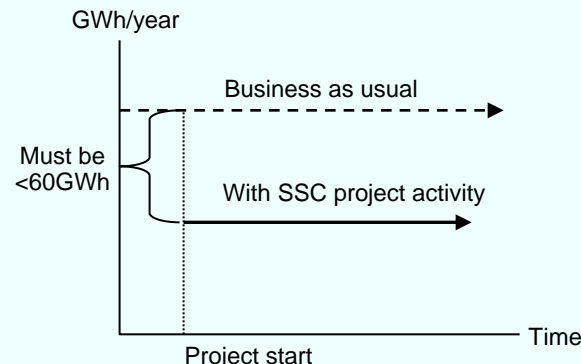 GWh/year
Business as usual
Must be
<60GWh
With SSC project activity
Time
Project start